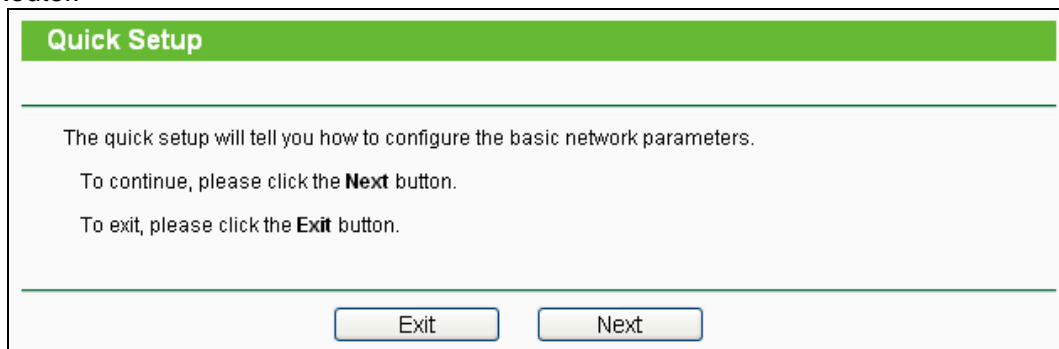 Quick Setup
The quick setup will tell you how to configure the basic network parameters.
To continue, please click the Next button.
To exit, please click the Exit button.
Exit Next